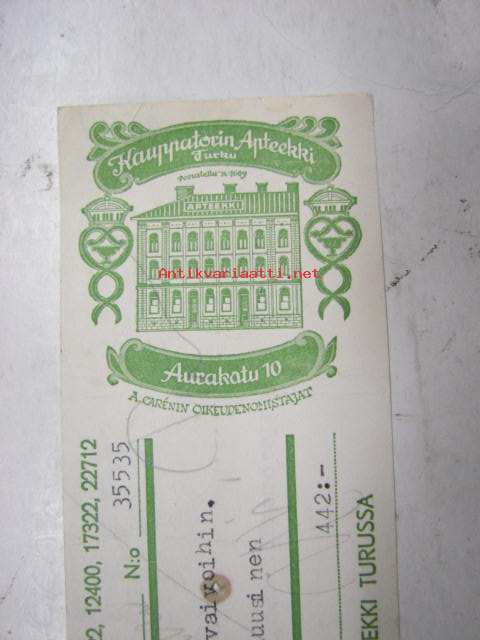 Kauppatorin Apteekki
Turku
APTEEKKI
Antikvariaatti.net
Aurakatu 10
A. CARÉNIN OIKEUDENOMISTAJAT
2, 12400, 17322, 22712
N:o 35535
vaivoihin.
uusi nen
442:-
EKKI TURUSSA